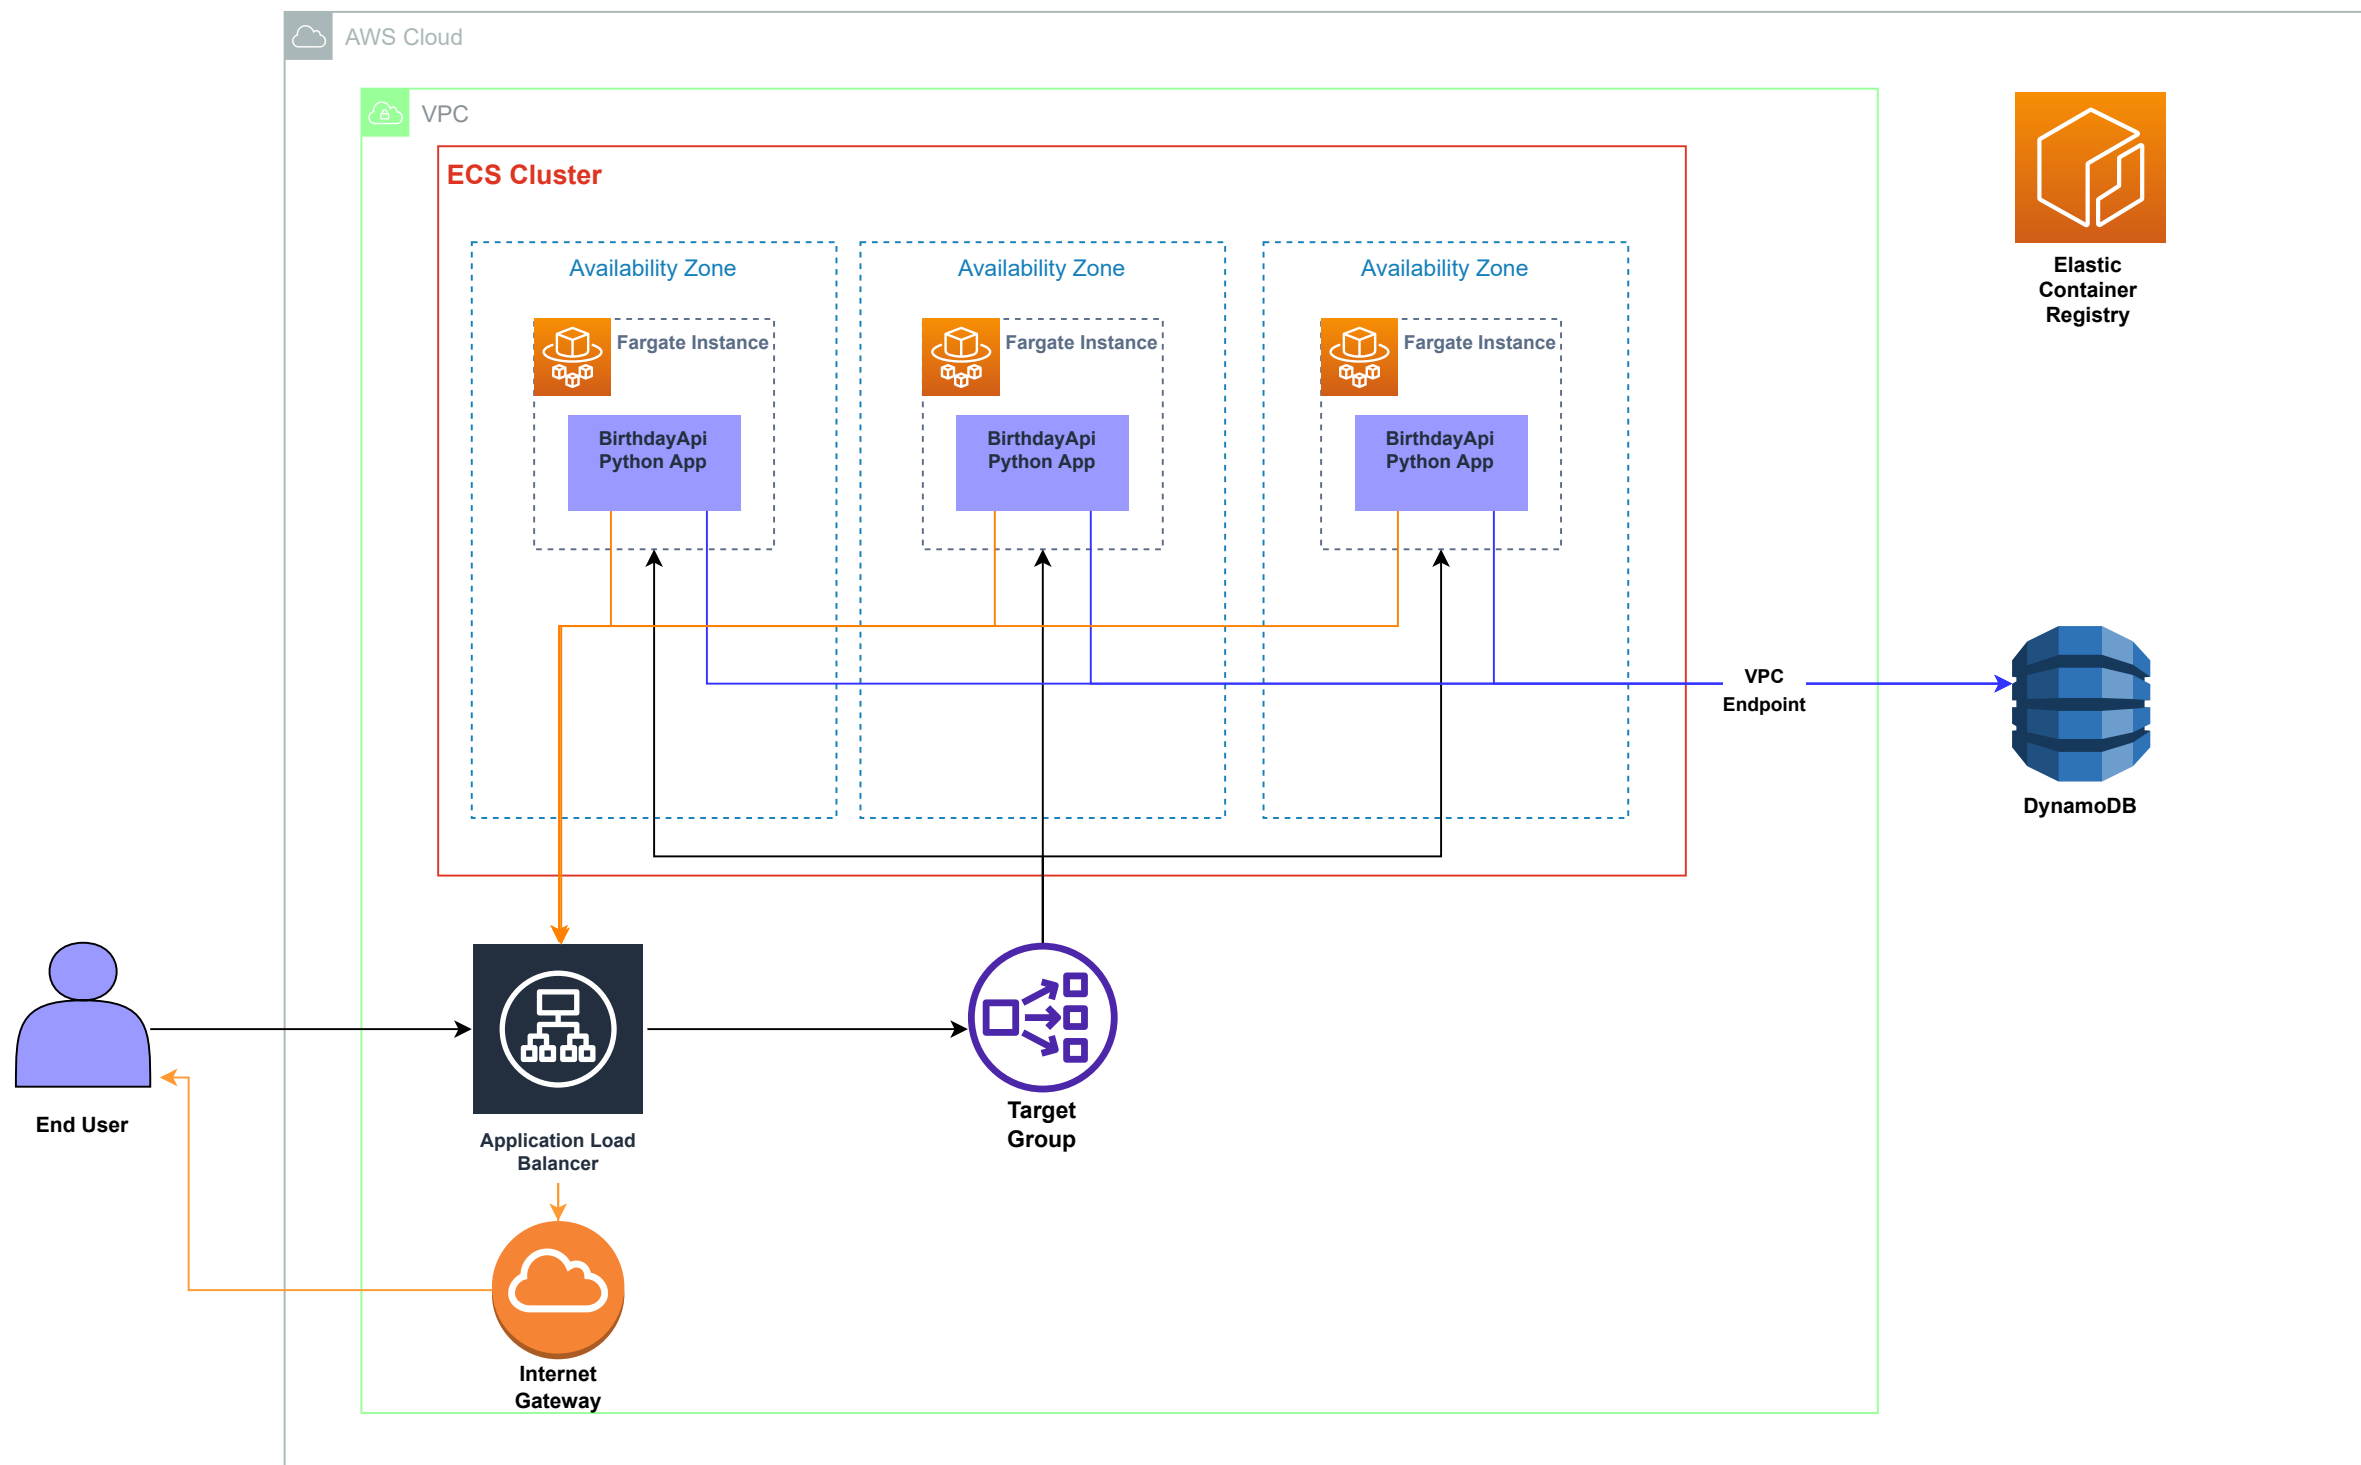 AWS Cloud
VPC
ECS Cluster
Availability Zone
Availability Zone
Availability Zone
Fargate Instance
Fargate Instance
Fargate Instance
BirthdayApi
Python App
BirthdayApi
Python App
BirthdayApi
Python App
Elastic
Container
Registry
VPC
Endpoint
DynamoDB
End User
Application Load
Balancer
Target
Group
Internet
Gateway